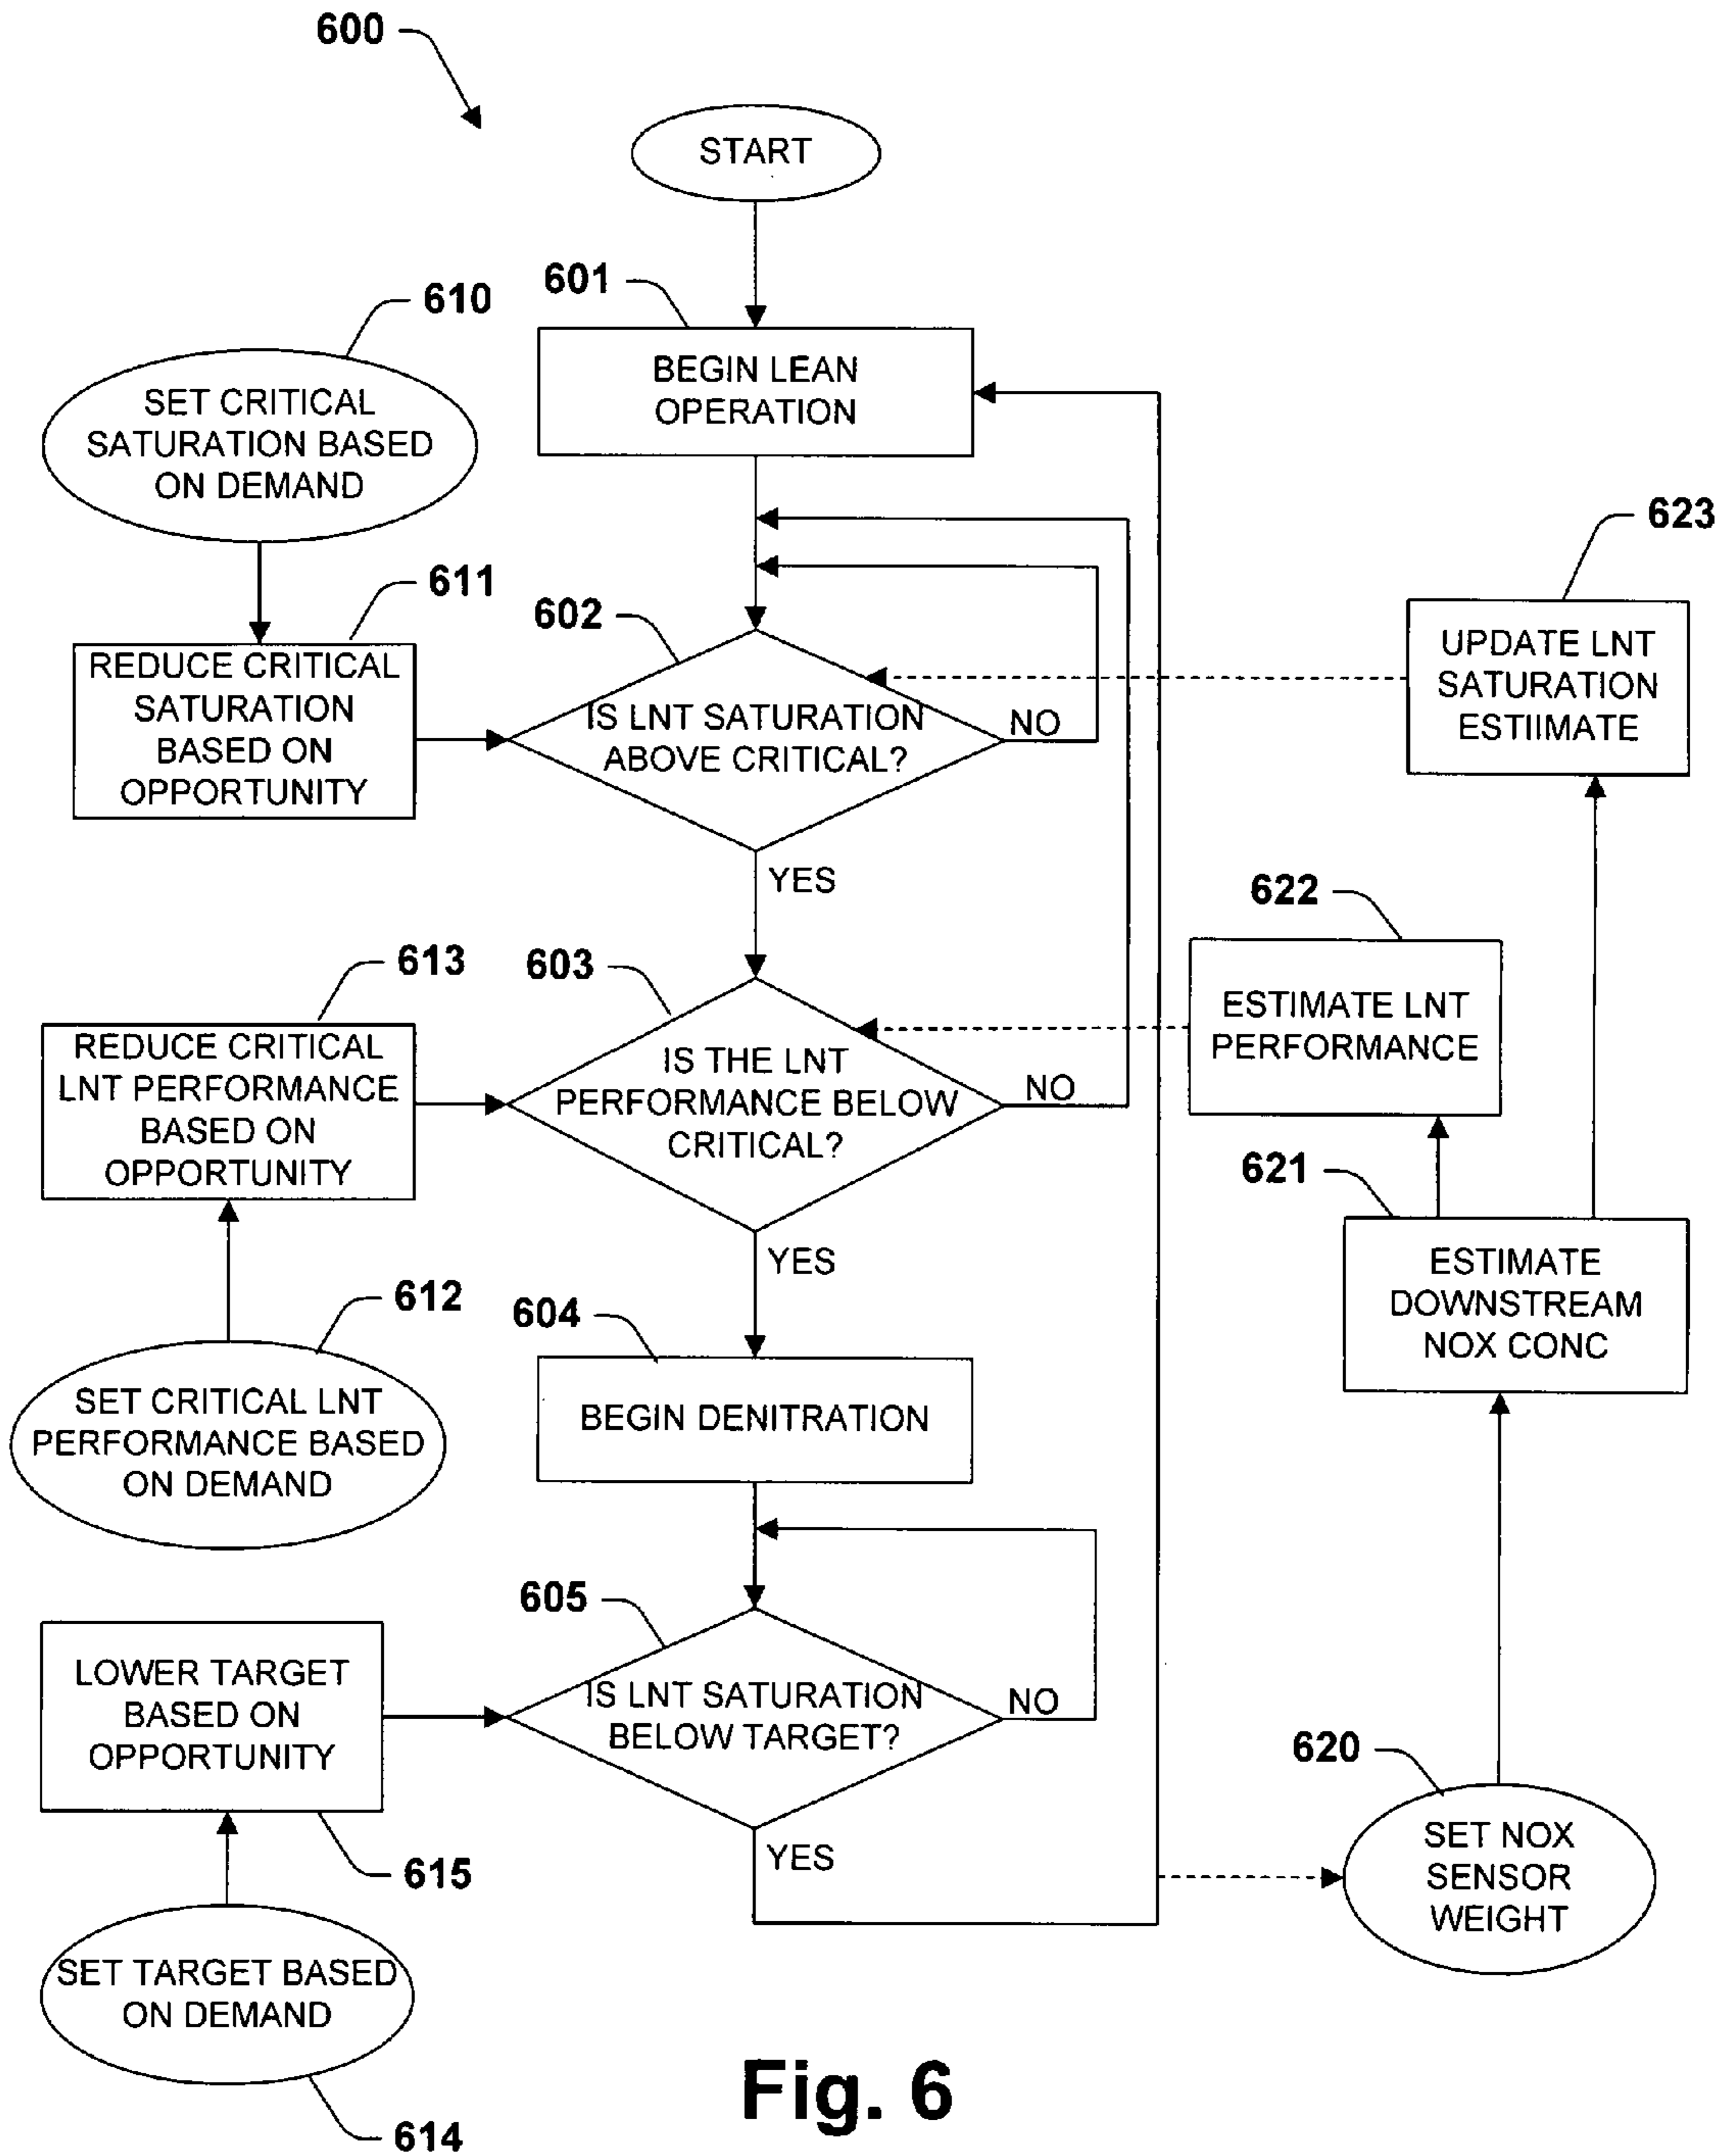 600
START
601
BEGIN LEAN
OPERATION
610
SET CRITICAL
SATURATION BASED
ON DEMAND
623
UPDATE LNT
SATURATION
ESTIIMATE
611
REDUCE CRITICAL
SATURATION
BASED ON
OPPORTUNITY
602
IS LNT SATURATION
ABOVE CRITICAL?
NO
YES
622
ESTIMATE LNT
PERFORMANCE
613
REDUCE CRITICAL
LNT PERFORMANCE
BASED ON
OPPORTUNITY
603
IS THE LNT
PERFORMANCE BELOW
CRITICAL?
NO
YES
621
ESTIMATE
DOWNSTREAM
NOX CONC
612
SET CRITICAL LNT
PERFORMANCE BASED
ON DEMAND
604
BEGIN DENITRATION
605
IS LNT SATURATION
BELOW TARGET?
NO
YES
LOWER TARGET
BASED ON
OPPORTUNITY
615
620
SET NOX
SENSOR
WEIGHT
SET TARGET BASED
ON DEMAND
614
Fig. 6